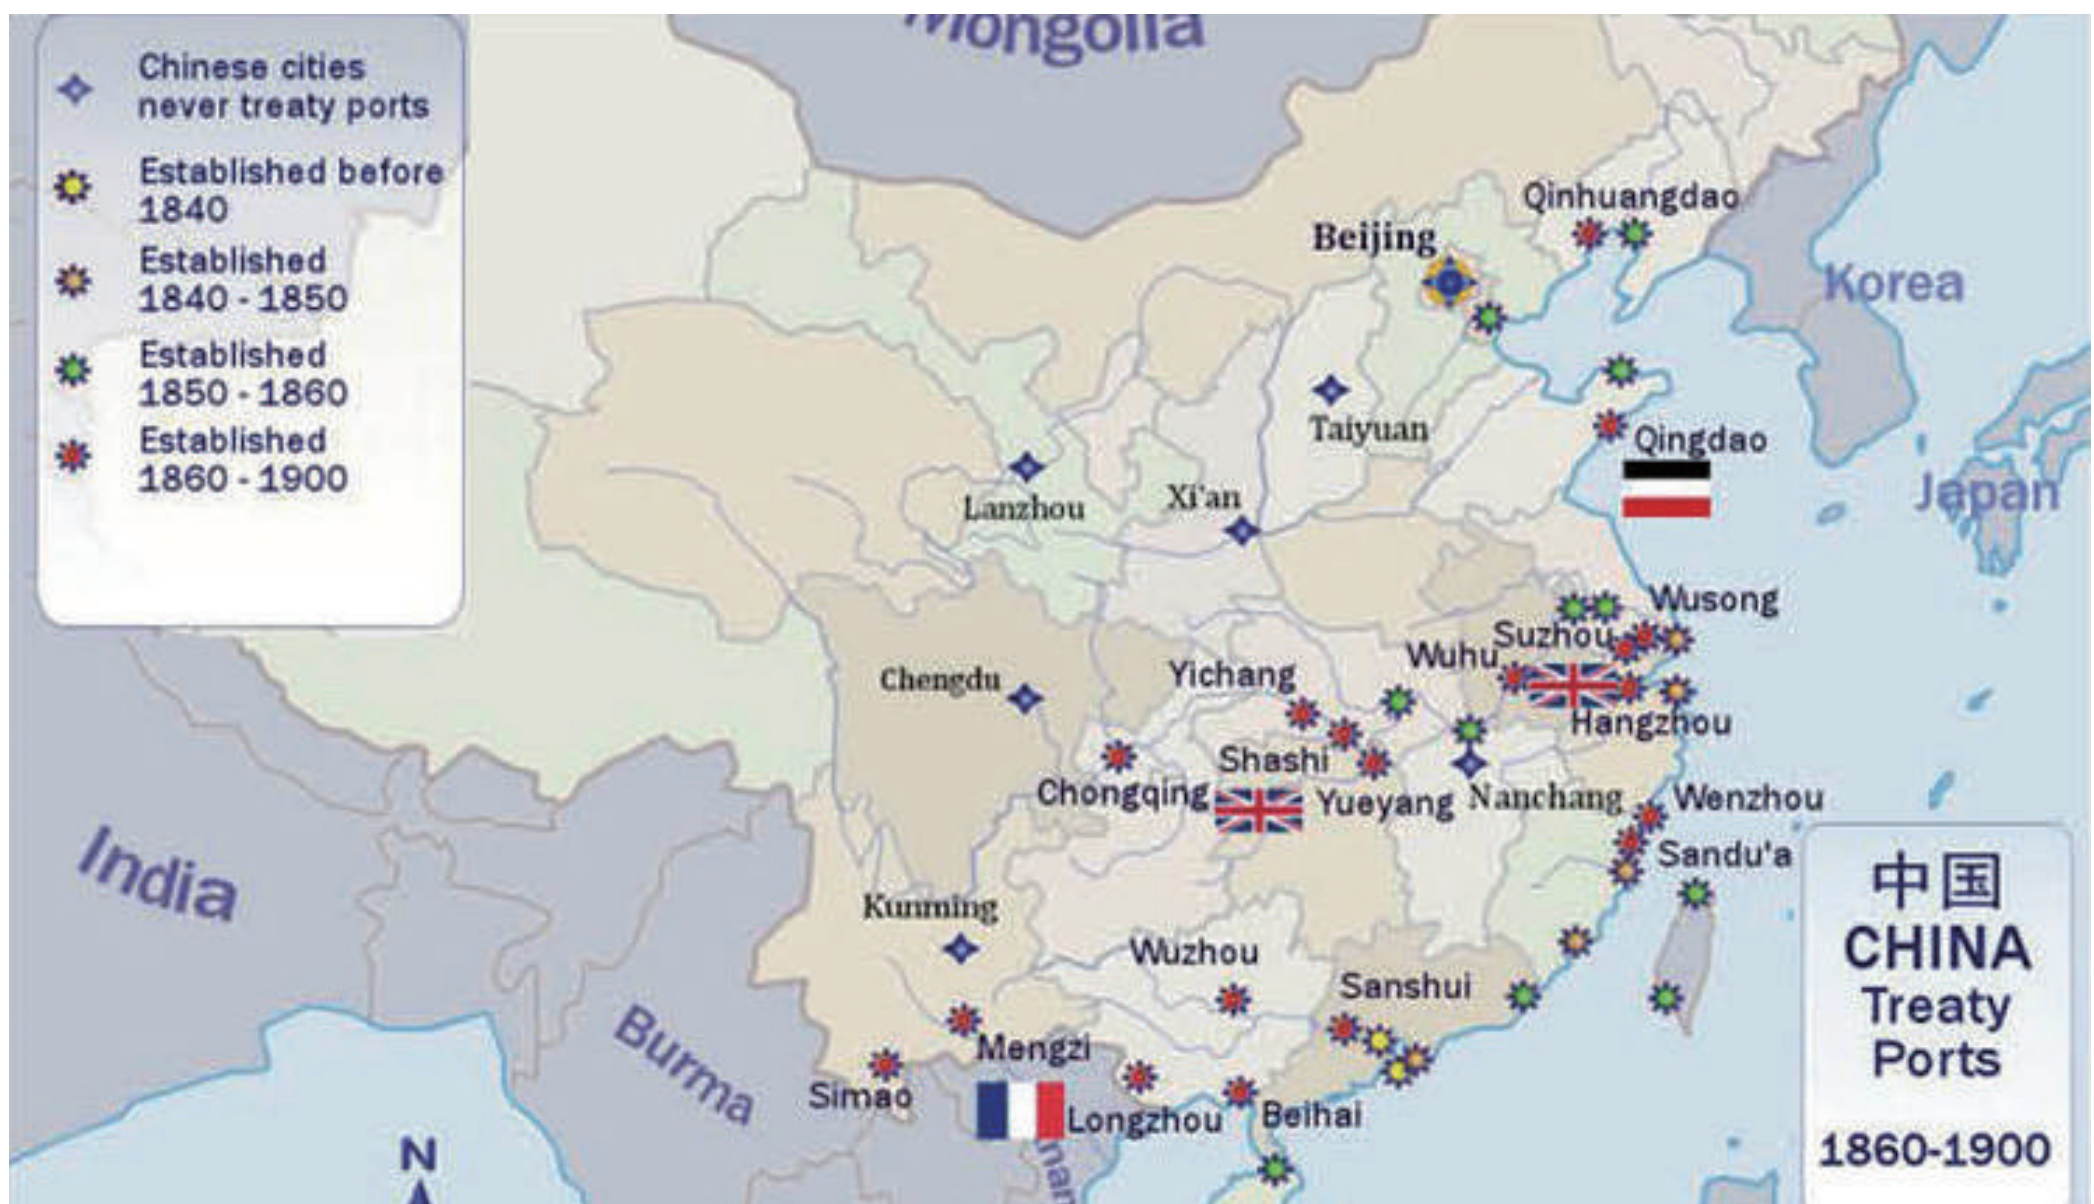 Chinese cities
never treaty ports
Established before
1840
Established
1840 - 1850
Established
1850 - 1860
Established
1860 - 1900
Mongolia
Qinhuangdao
Beijing
Korea
Taiyuan
Qingdao
Lanzhou
Xi'an
Japan
Wusong
Suzhou
Wuhu
Yichang
Chengdu
Hangzhou
Shashi
Chongqing
Yueyang
Nanchang
Wenzhou
Sandu'a
India
Kunming
Wuzhou
Sanshui
Burma
Mengzi
Simao
Longzhou
Beihai
N
中国
CHINA
Treaty
Ports
1860-1900